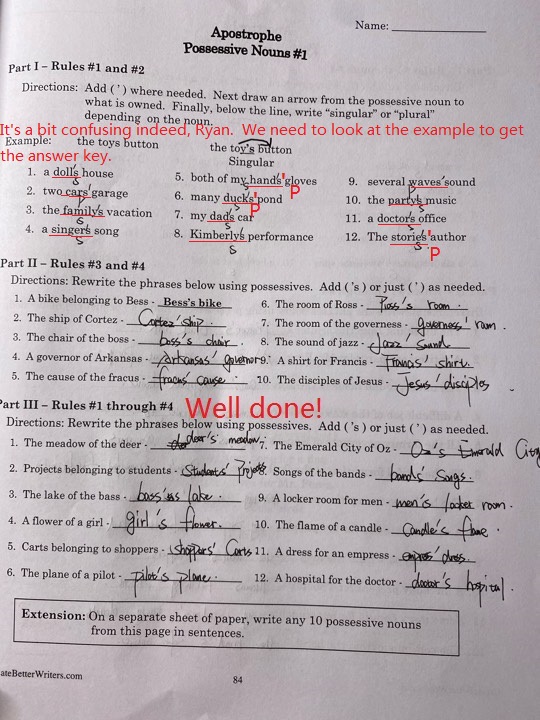 Name:
Apostrophe
Possessive Nouns #1
Part I – Rules #1 and #2
Directions: Add ( ' ) where needed. Next draw an arrow from the possessive noun to
what is owned. Finally, below the line, write "singular" or "plural"
depending on the noun.
It's a bit confusing indeed, Ryan. We need to look at the example to get
the answer key.
Example: the toys button
the toy's button
Singular
1. a doll's house
S
2. two cars' garage
P
3. the family's vacation
S
4. a singer's song
S
5. both of my hands' gloves
S P
6. many ducks' pond
S P
7. my dad's car
S
8. Kimberly's performance
S
9. several waves' sound
P
10. the party's music
S
11. a doctor's office
S
12. The stories' author
S P
Part II – Rules #3 and #4
Directions: Rewrite the phrases below using possessives. Add ( 's ) or just ( ' ) as needed.
1. A bike belonging to Bess - Bess's bike
2. The ship of Cortez - Cortez' ship.
3. The chair of the boss - boss's chair.
4. A governor of Arkansas - Arkansas' governor
5. The cause of the fracus - fracus' cause.
6. The room of Ross - Ross's room.
7. The room of the governess - governess' room.
8. The sound of jazz - Jazz' Sound
9. A shirt for Francis - Francis' shirt.
10. The disciples of Jesus - Jesus' disciples
Part III – Rules #1 through #4
Well done!
Directions: Rewrite the phrases below using possessives. Add ( 's ) or just ( ' ) as needed.
1. The meadow of the deer - deer's meadow.
2. Projects belonging to students - Students' Projects.
3. The lake of the bass - lake.
4. A flower of a girl - girl's flower.
5. Carts belonging to shoppers - shoppers' Carts
6. The plane of a pilot - pilot's plane.
7. The Emerald City of Oz - Oz's Emerald City
8. Songs of the bands - bands' Songs.
9. A locker room for men - men's locker room.
10. The flame of a candle - Candle's flame.
11. A dress for an empress - empress' dress.
12. A hospital for the doctor - doctor's hospital.
Extension: On a separate sheet of paper, write any 10 possessive nouns
from this page in sentences.
ateBetterWriters.com
84